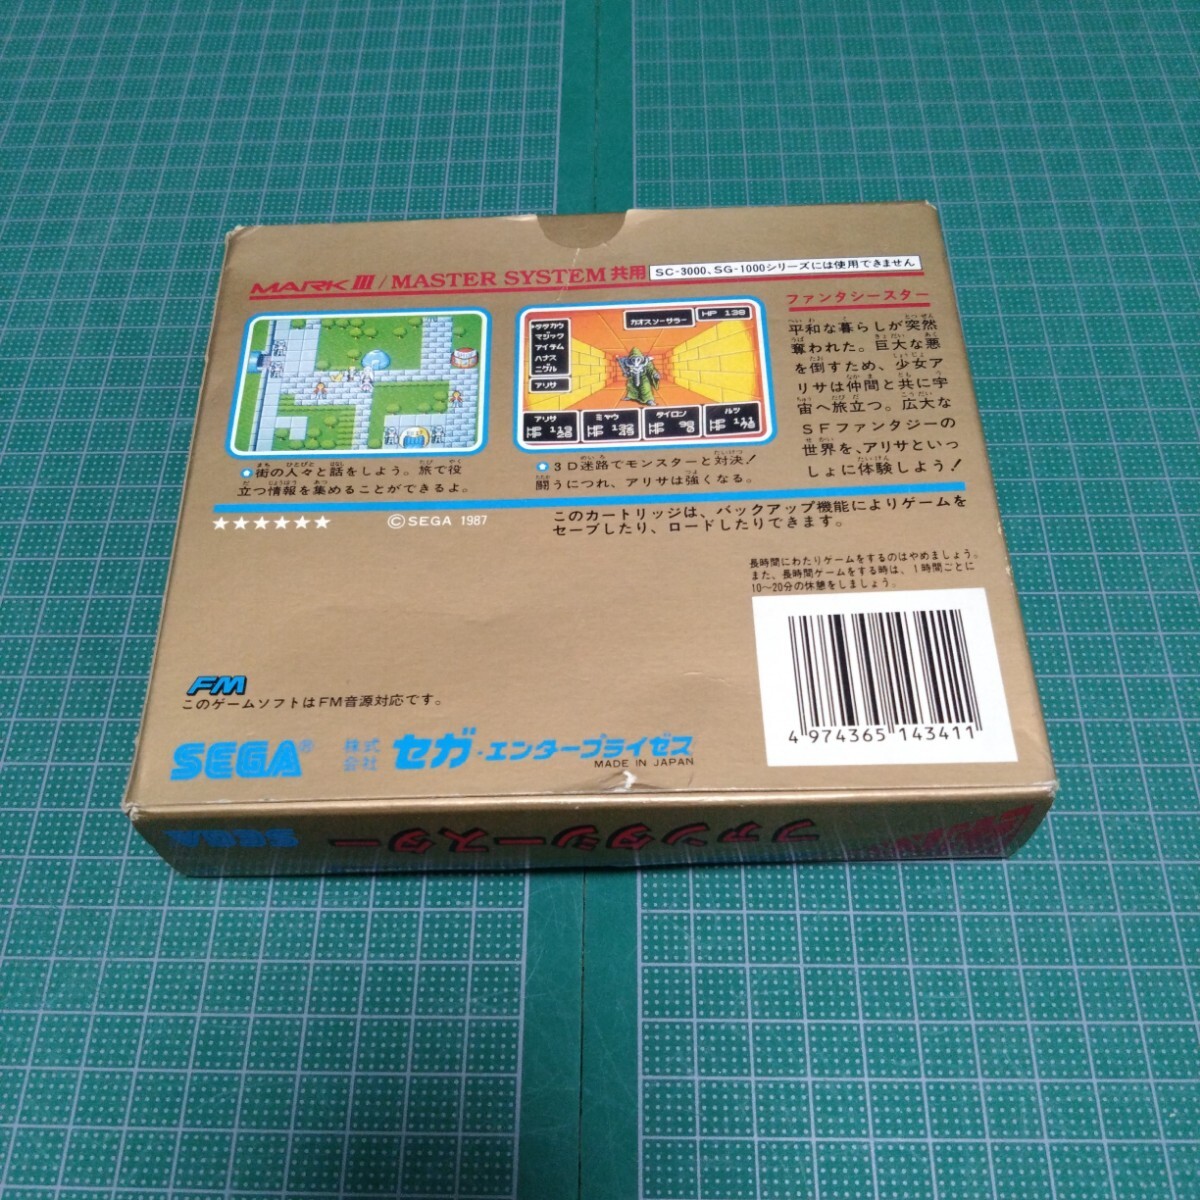 MARK III / MASTER SYSTEM 共用
SC-3000、SG-1000シリーズには使用できません
タタカウ
マジック
アイテム
ハナス
ニゲル
アリサ
カオスソーサラー
HP 138
アリサ
ミャウ
タイロン
ルツ
ファンタシースター
平和な暮らしが突然
奪われた。巨大な悪
を倒すため、少女ア
リサは仲間と共に宇
宙へ旅立つ。広大な
SFファンタジーの
世界を、アリサといっ
しょに体験しよう!
街の人々と話をしよう。旅で役
立つ情報を集めることができるよ。
3D迷路でモンスターと対決!
闘うにつれ、アリサは強くなる。
★★★★★★
©SEGA 1987
このカートリッジは、バックアップ機能によりゲームを
セーブしたり、ロードしたりできます。
長時間にわたりゲームをするのはやめましょう。
また、長時間ゲームをする時は、1時間ごとに
10〜20分の休憩をしましょう。
4 974365 143411
FM
このゲームソフトはFM音源対応です。
SEGA®
株式会社 セガ・エンタープライゼス
MADE IN JAPAN
ファンタシースター
SEGA